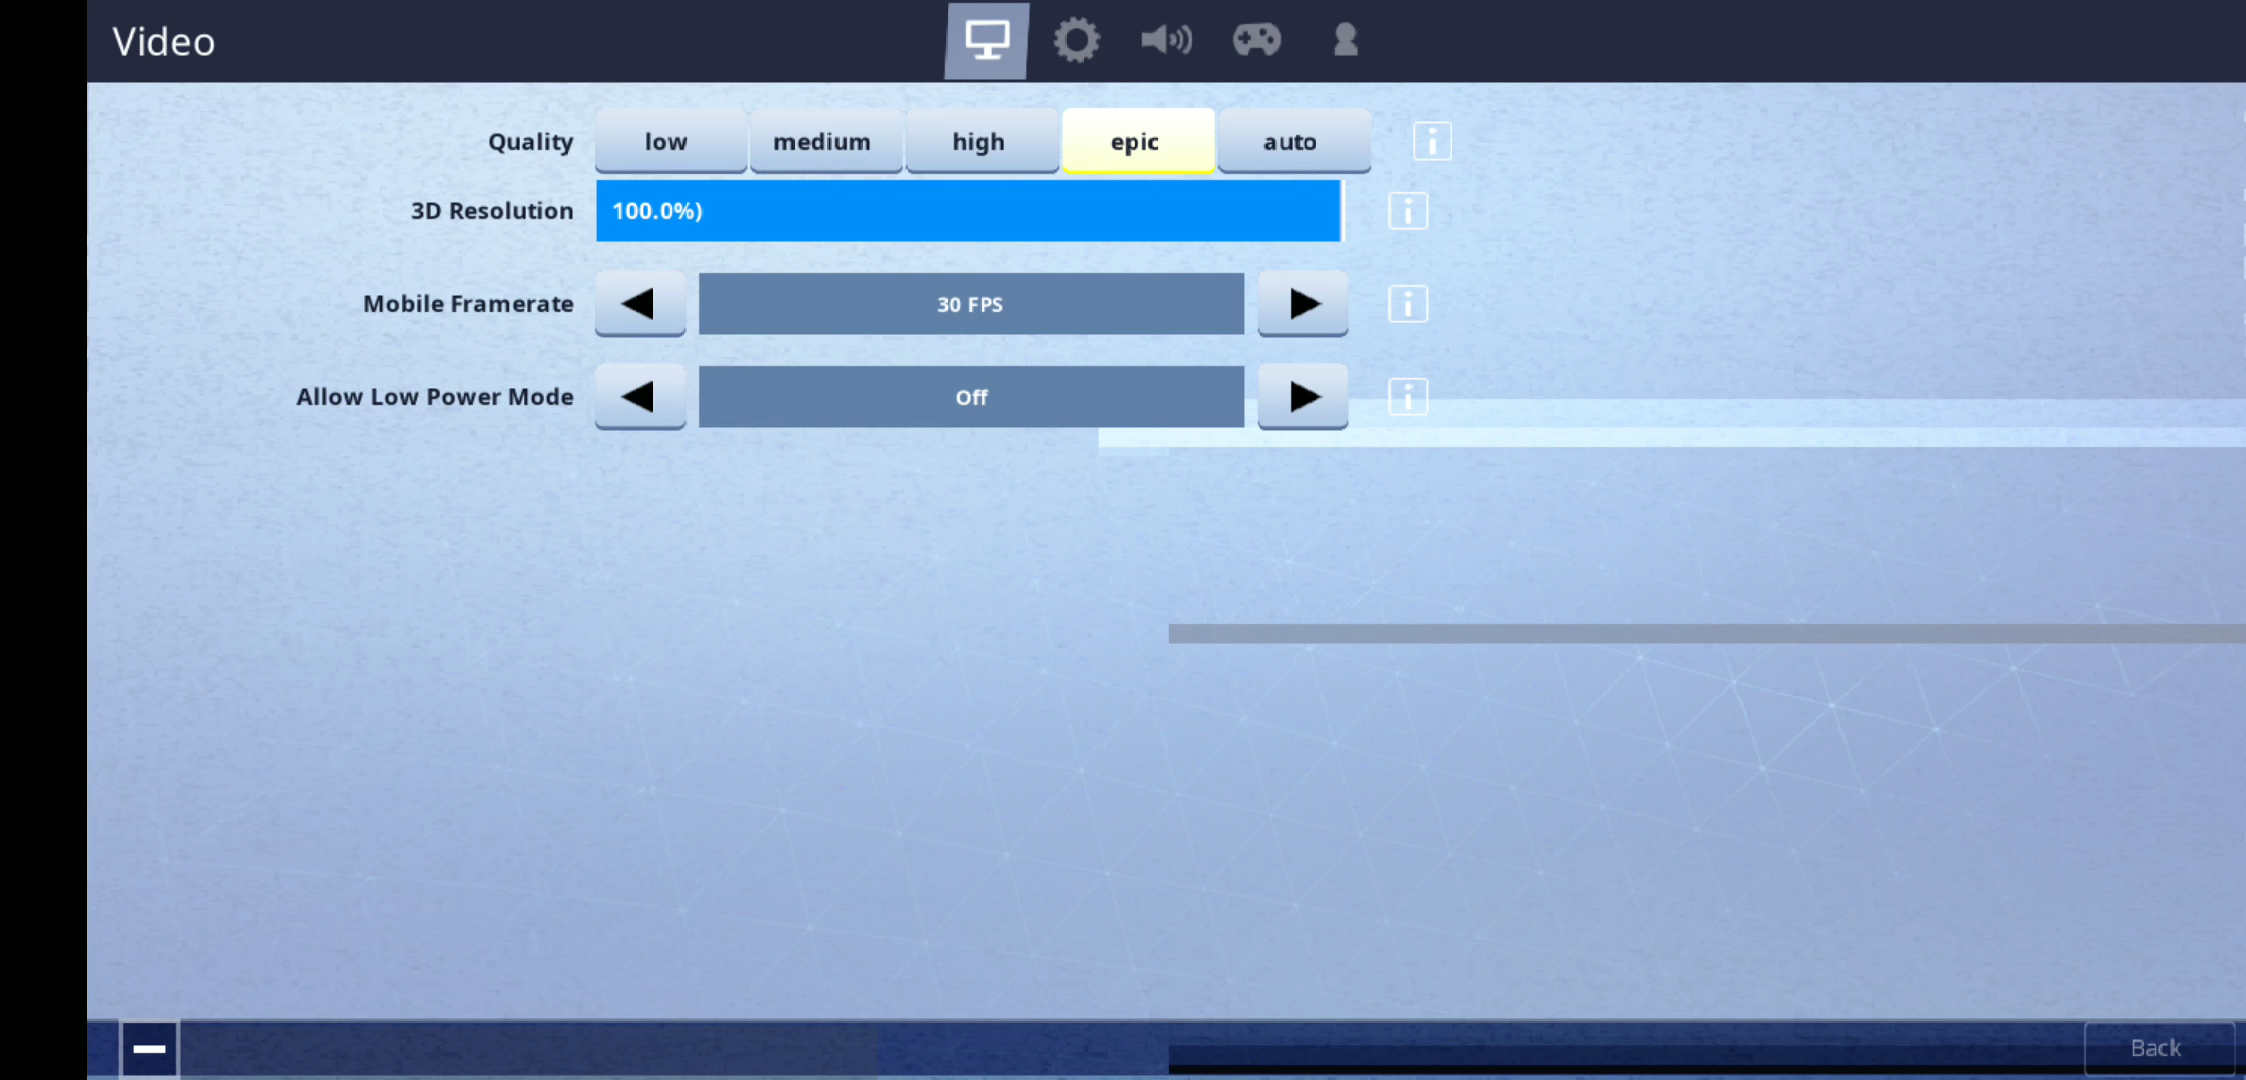 Video
Quality low medium high epic auto
3D Resolution 100.0%)
Mobile Framerate 30 FPS
Allow Low Power Mode Off
Back